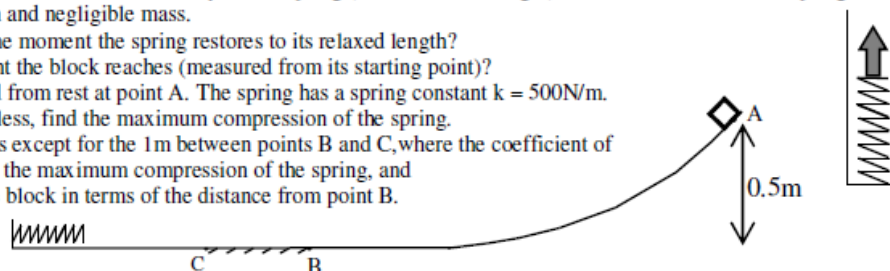 and negligible mass.
e moment the spring restores to its relaxed length?
nt the block reaches (measured from its starting point)?
from rest at point A. The spring has a spring constant k = 500N/m.
less, find the maximum compression of the spring.
s except for the 1m between points B and C,where the coefficient of
the maximum compression of the spring, and
block in terms of the distance from point B.
A
0.5m
C B